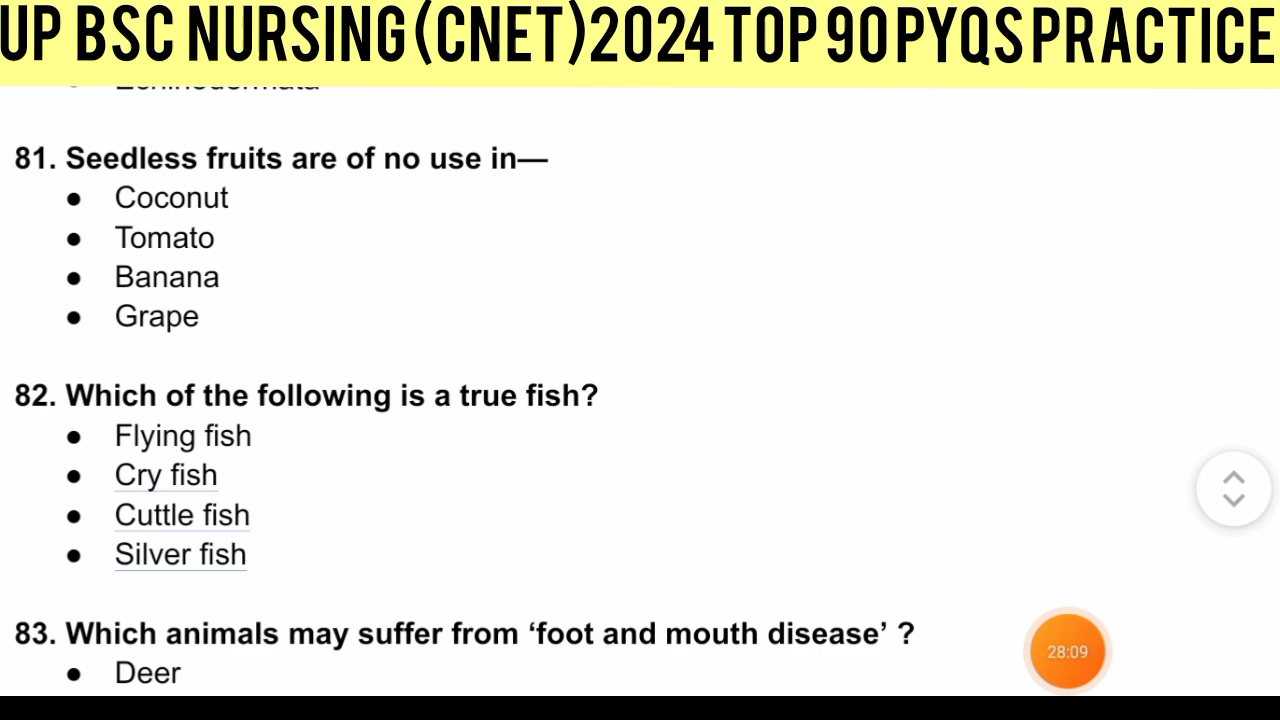 UP BSC NURSING (CNET)2024 TOP 90 PYQS PRACTICE
81. Seedless fruits are of no use in—
● Coconut
● Tomato
● Banana
● Grape
82. Which of the following is a true fish?
● Flying fish
● Cry fish
● Cuttle fish
● Silver fish
83. Which animals may suffer from ‘foot and mouth disease’ ?
● Deer
28:09